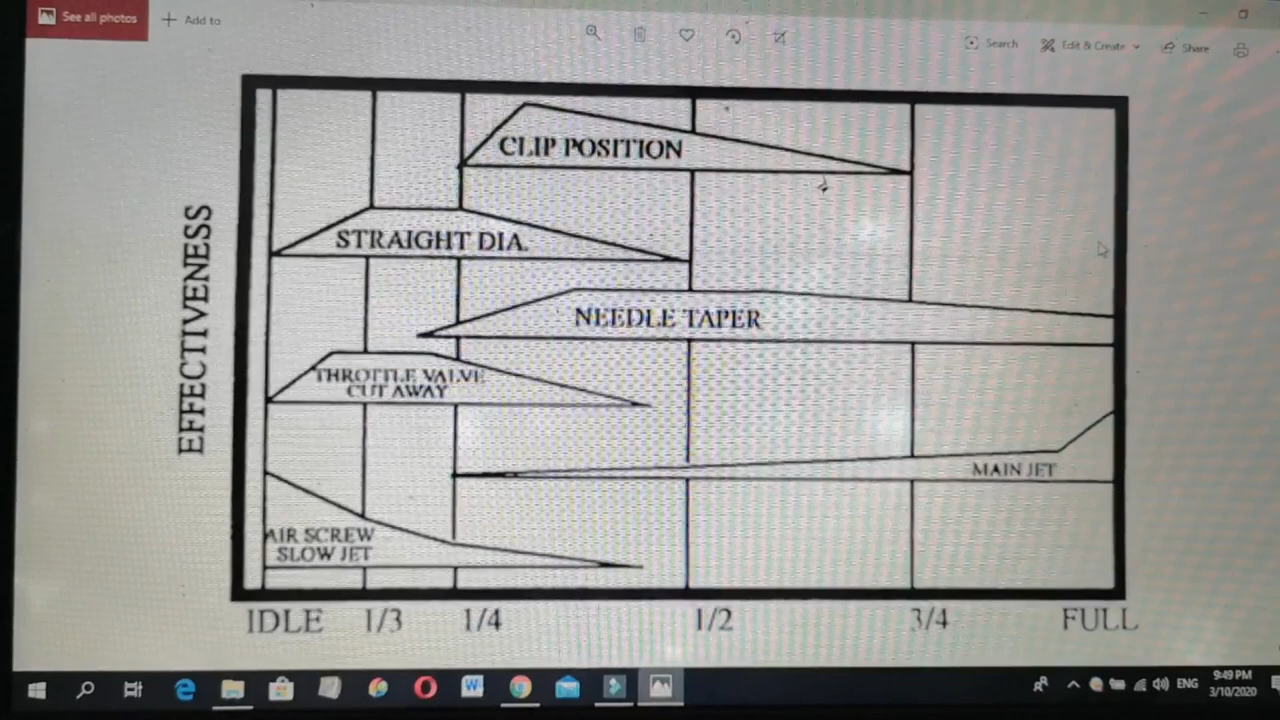 See all photos
Add to
Search
Edit & Create
Share
CLIP POSITION
STRAIGHT DIA.
NEEDLE TAPER
THROTTLE VALVE
CUT AWAY
MAIN JET
AIR SCREW
SLOW JET
EFFECTIVENESS
IDLE 1/3 1/4 1/2 3/4 FULL
ENG
9:49 PM
3/10/2020